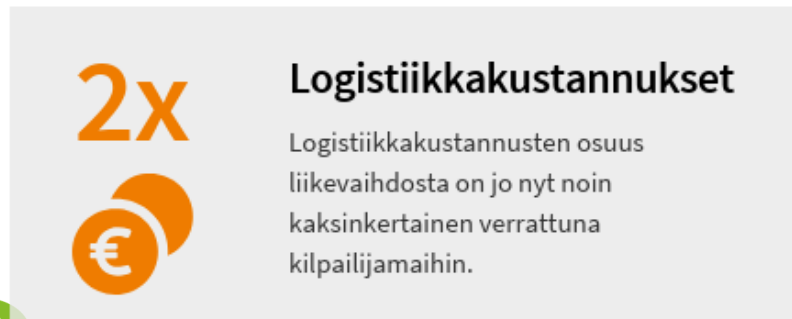 2x
€
Logistiikkakustannukset
Logistiikkakustannusten osuus
liikevaihdosta on jo nyt noin
kaksinkertainen verrattuna
kilpailijamaihin.